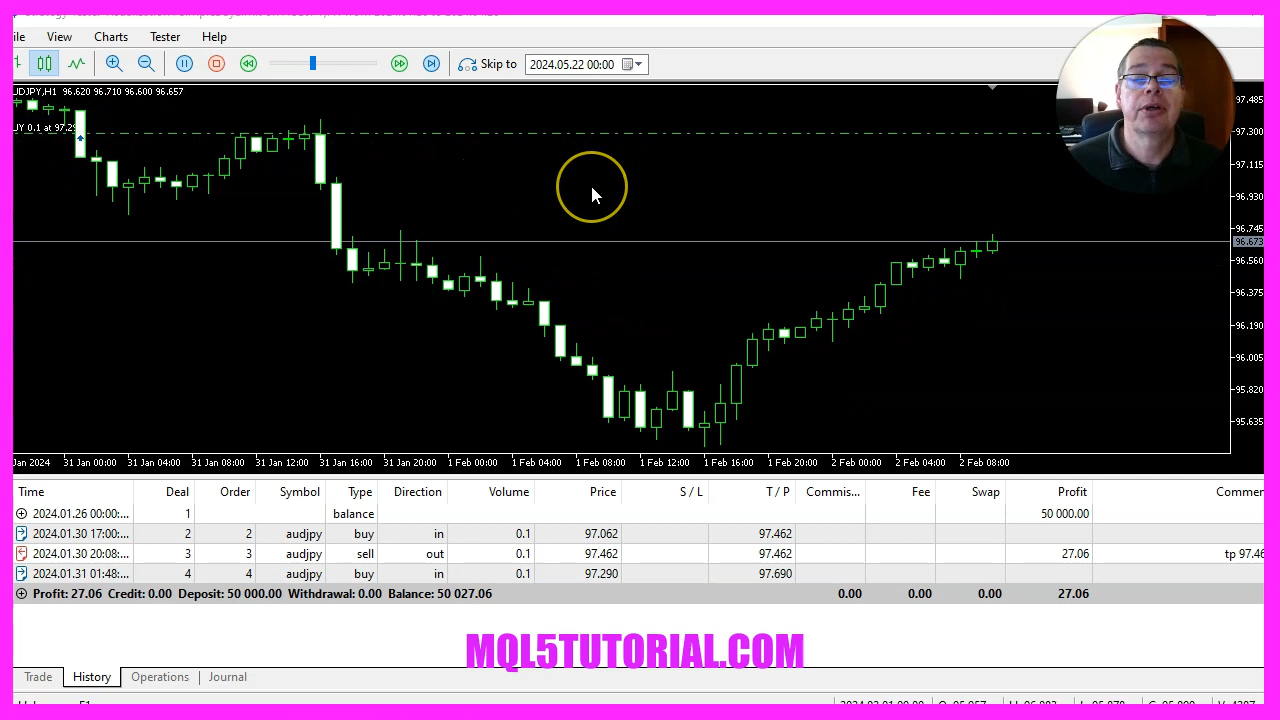 ile View Charts Tester Help
Skip to 2024.05.22 00:00
JDJPY,H1 96.620 96.710 96.600 96.657
97.485
UY 0.1 at 97.29
97.300
97.115
96.930
96.745
96.673
96.560
96.375
96.190
96.005
95.820
95.635
Jan 2024 31 Jan 00:00 31 Jan 04:00 31 Jan 08:00 31 Jan 12:00 31 Jan 16:00 31 Jan 20:00 1 Feb 00:00 1 Feb 04:00 1 Feb 08:00 1 Feb 12:00 1 Feb 16:00 1 Feb 20:00 2 Feb 00:00 2 Feb 04:00 2 Feb 08:00
Time Deal Order Symbol Type Direction Volume Price S / L T / P Commis... Fee Swap Profit Commen
2024.01.26 00:00:... 1 balance 50 000.00
2024.01.30 17:00:... 2 2 audjpy buy in 0.1 97.062 97.462
2024.01.30 20:08:... 3 3 audjpy sell out 0.1 97.462 97.462 27.06 tp 97.46
2024.01.31 01:48:... 4 4 audjpy buy in 0.1 97.290 97.690
Profit: 27.06 Credit: 0.00 Deposit: 50 000.00 Withdrawal: 0.00 Balance: 50 027.06 0.00 0.00 0.00 27.06
MQL5TUTORIAL.COM
Trade History Operations Journal